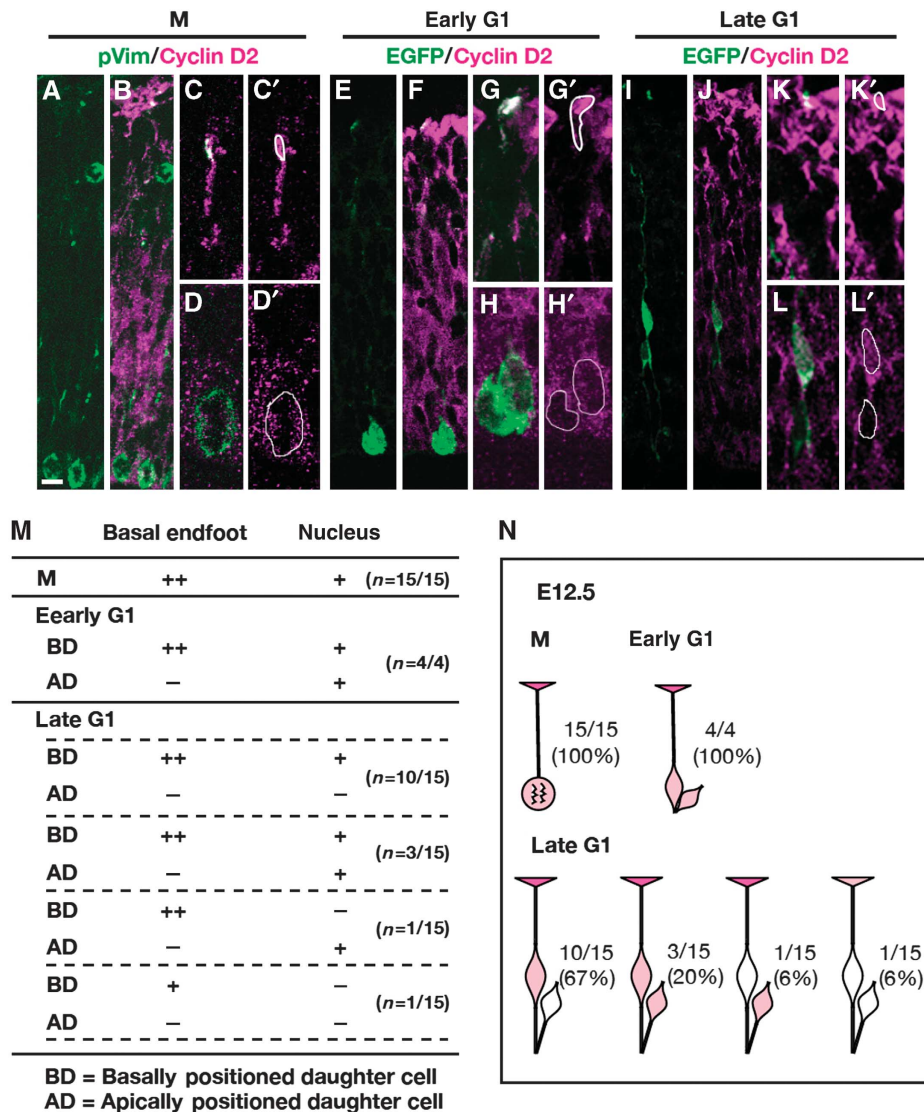 M Early G1 Late G1
pVim/Cyclin D2 EGFP/Cyclin D2 EGFP/Cyclin D2
A B C C′ E F G G′ I J K K′
D D′ H H′ L L′
M Basal endfoot Nucleus
M ++ + (n=15/15)
Eearly G1
BD ++ +
(n=4/4)
AD – +
Late G1
BD ++ +
(n=10/15)
AD – –
BD ++ +
(n=3/15)
AD – +
BD ++ –
(n=1/15)
AD – +
BD + –
(n=1/15)
AD – –
BD = Basally positioned daughter cell
AD = Apically positioned daughter cell
N
E12.5
M Early G1
15/15 4/4
(100%) (100%)
Late G1
10/15 3/15 1/15 1/15
(67%) (20%) (6%) (6%)